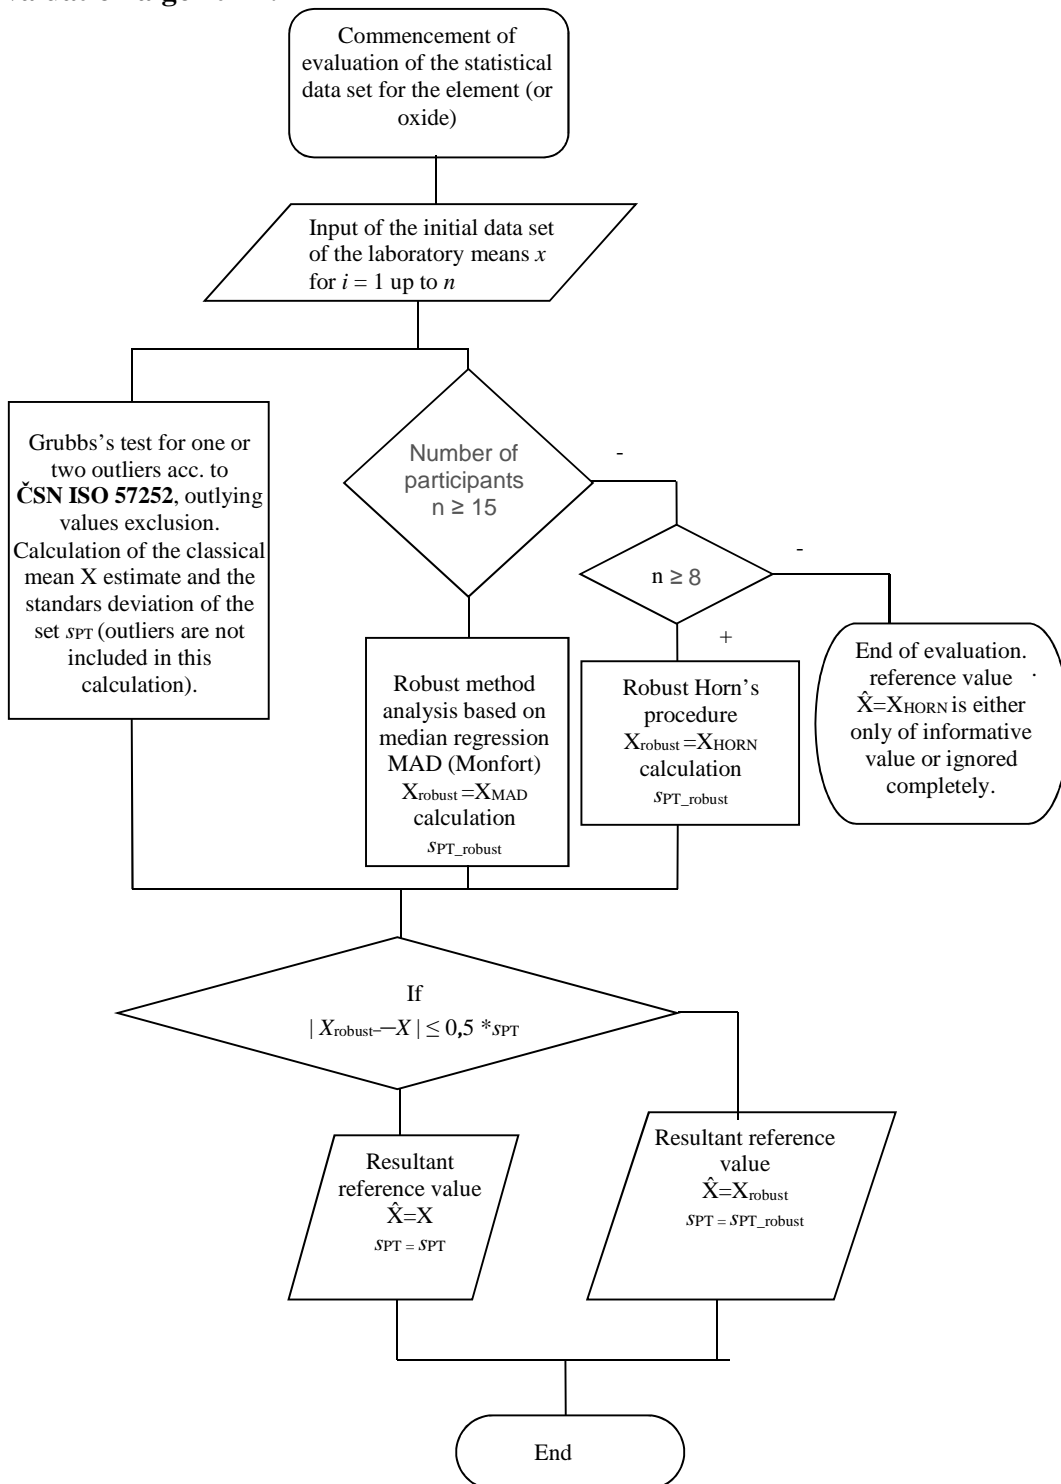 Commencement of
evaluation of the statistical
data set for the element (or
oxide)
Input of the initial data set
of the laboratory means x
for i = 1 up to n
Grubbs's test for one or
two outliers acc. to
ČSN ISO 57252, outlying
values exclusion.
Calculation of the classical
mean X estimate and the
standars deviation of the
set sPT (outliers are not
included in this
calculation).
Number of
participants
n ≥ 15
-
n ≥ 8
-
+
Robust method
analysis based on
median regression
MAD (Monfort)
Xrobust =XMAD
calculation
sPT_robust
Robust Horn's
procedure
Xrobust =XHORN
calculation
sPT_robust
End of evaluation.
reference value
X̂=XHORN is either
only of informative
value or ignored
completely.
If
| Xrobust-—X | ≤ 0,5 *sPT
Resultant
reference value
X̂=X
sPT = sPT
Resultant reference
value
X̂=Xrobust
sPT = sPT_robust
End